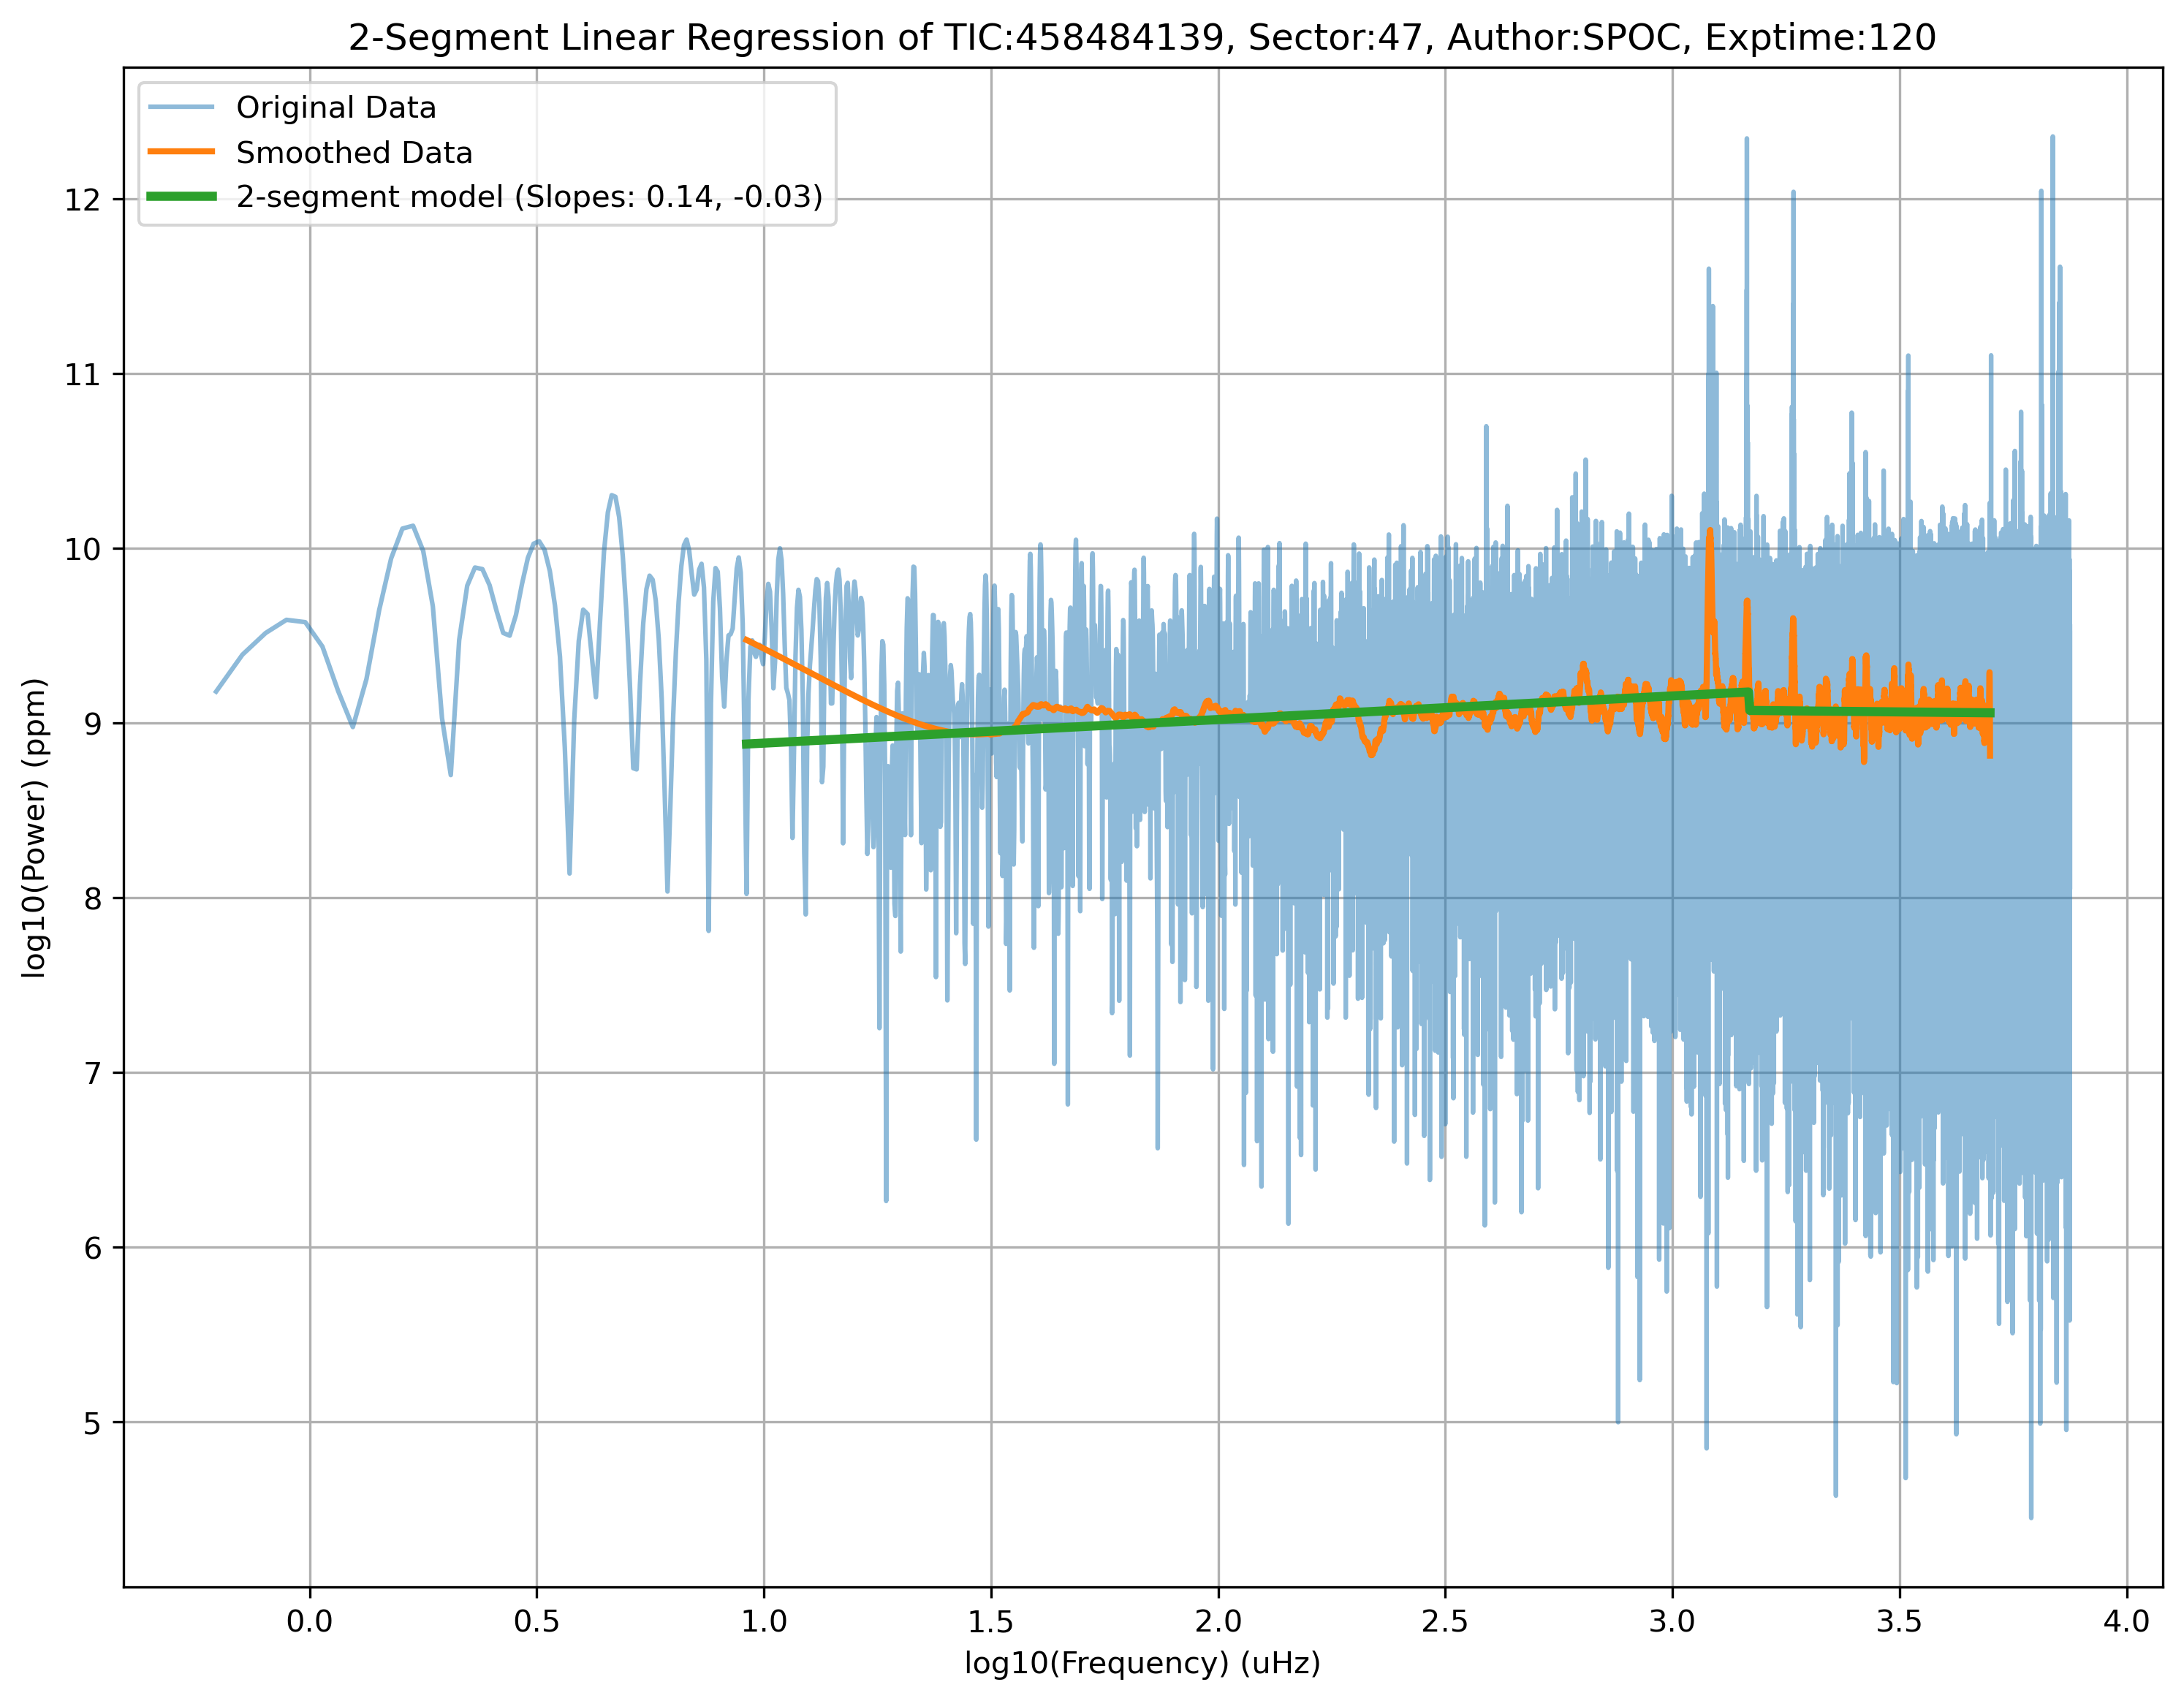 2-Segment Linear Regression of TIC:458484139, Sector:47, Author:SPOC, Exptime:120
Original Data
Smoothed Data
2-segment model (Slopes: 0.14, -0.03)
12
11
10
9
8
7
6
5
log10(Power) (ppm)
0.0 0.5 1.0 1.5 2.0 2.5 3.0 3.5 4.0
log10(Frequency) (uHz)